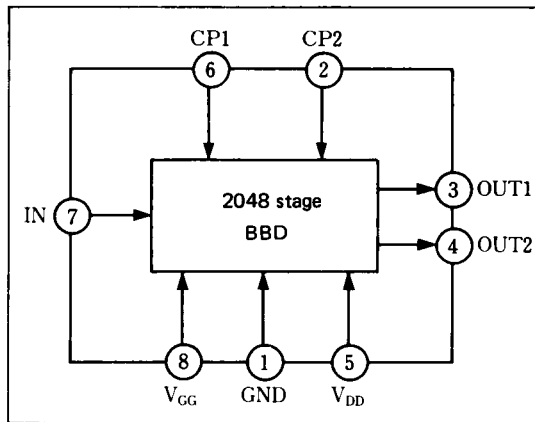 CP1 CP2
6 2
2048 stage
BBD
IN 7
3 OUT1
4 OUT2
8 1 5
VGG GND VDD